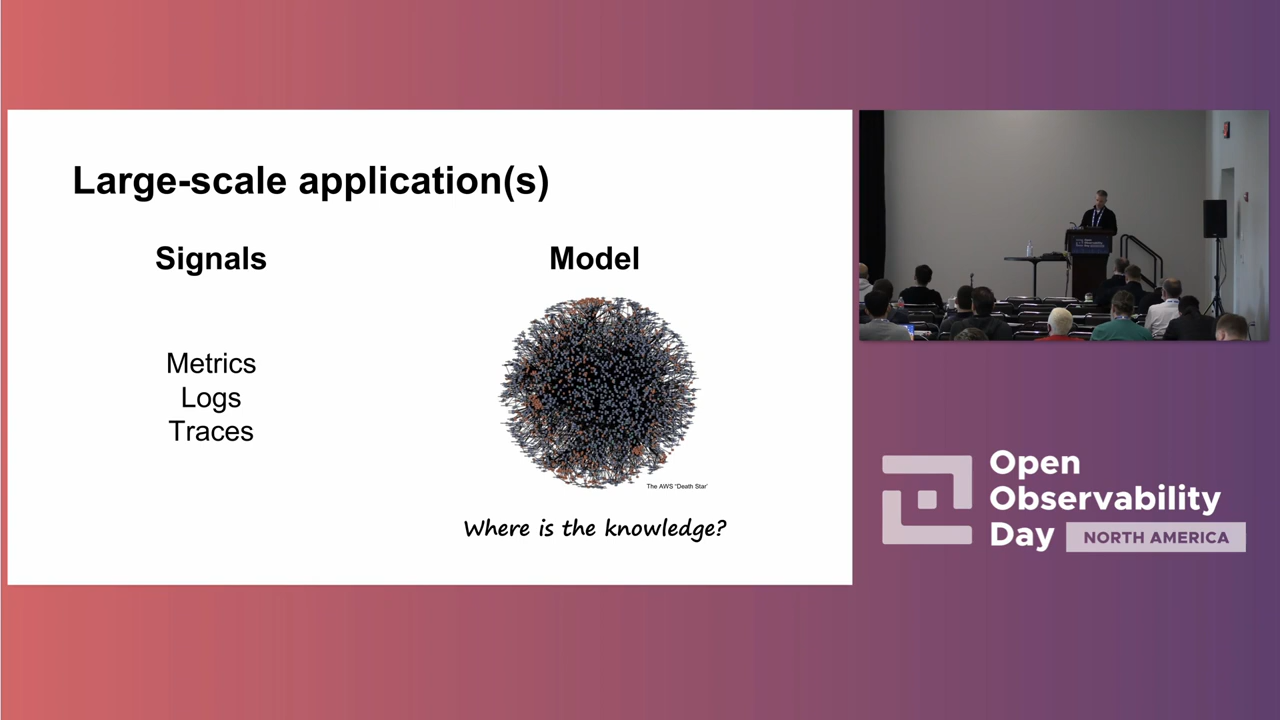 Large-scale application(s)
Signals
Model
Metrics
Logs
Traces
The AWS "Death Star'
Where is the knowledge?
Open
Observability
Day
NORTH AMERICA